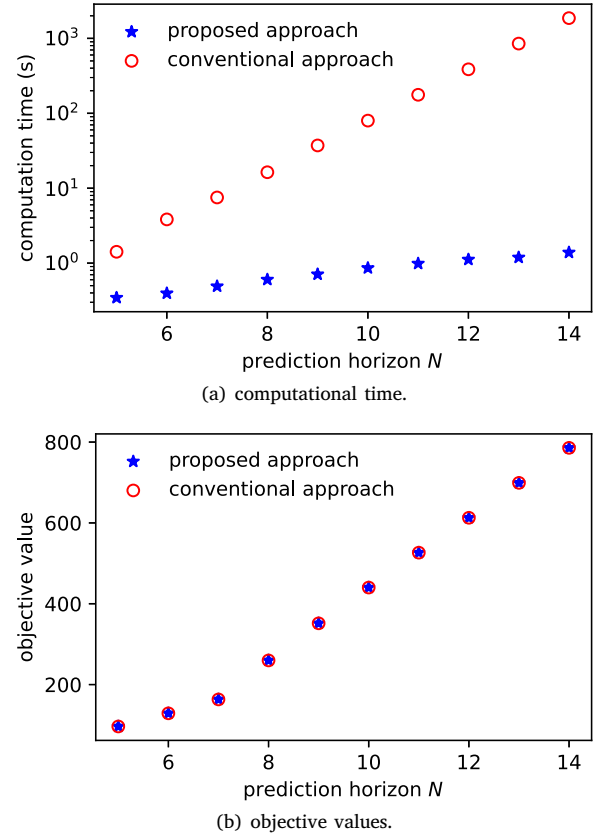 proposed approach
conventional approach
computation time (s)
10³
10²
10¹
10⁰
6 8 10 12 14
prediction horizon N
(a) computational time.
proposed approach
conventional approach
objective value
800
600
400
200
6 8 10 12 14
prediction horizon N
(b) objective values.